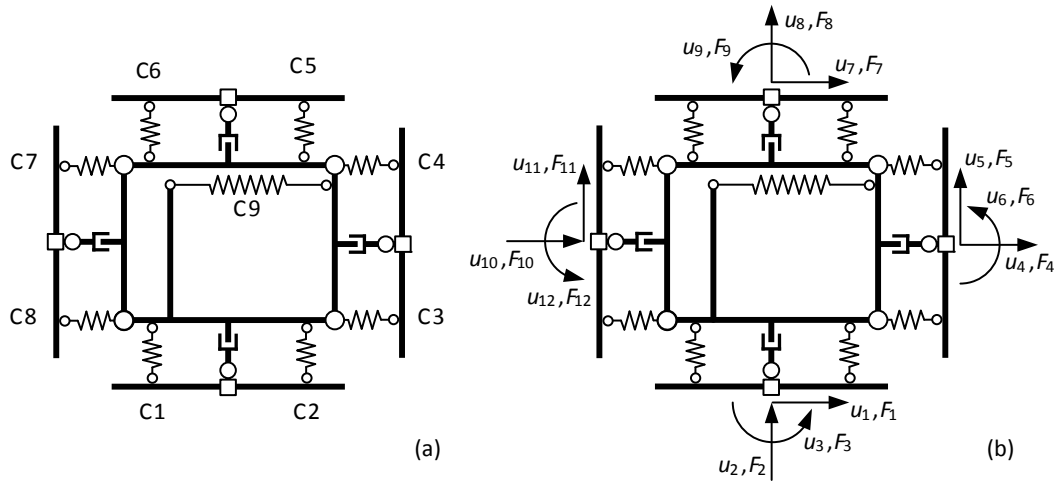 C6
C5
C7
C4
C9
C8
C3
C1
C2
(a)
u8,F8
u9,F9
u7,F7
u11,F11
u5,F5
u6,F6
u10,F10
u4,F4
u12,F12
u1,F1
u3,F3
u2,F2
(b)